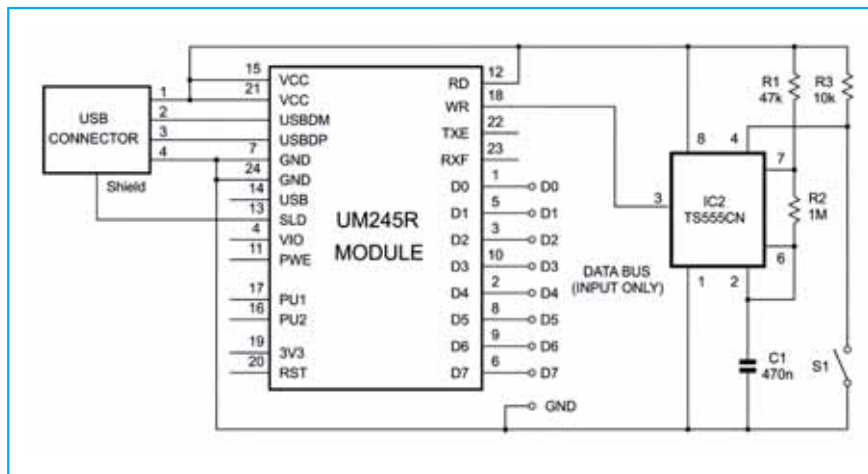 USB
CONNECTOR
1
2
3
4
Shield
15
21
7
24
14
13
4
11
17
16
19
20
VCC
VCC
USBDM
USBDP
GND
GND
USB
SLD
VIO
PWE
PU1
PU2
3V3
RST
UM245R
MODULE
RD
WR
TXE
RXF
D0
D1
D2
D3
D4
D5
D6
D7
12
18
22
23
1
5
3
10
2
8
9
6
D0
D1
D2
D3
D4
D5
D6
D7
GND
DATA BUS
(INPUT ONLY)
8
4
7
3
6
1
2
IC2
TS555CN
R1
47k
R3
10k
R2
1M
C1
470n
S1